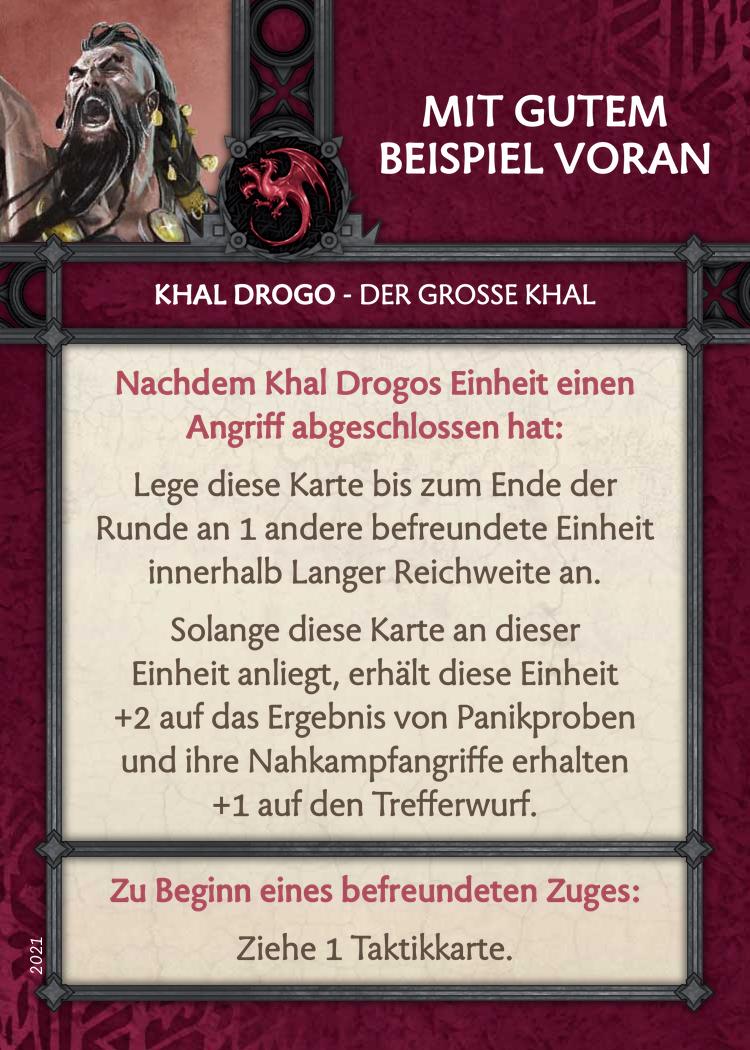 MIT GUTEM
BEISPIEL VORAN
KHAL DROGO - DER GROSSE KHAL
Nachdem Khal Drogos Einheit einen
Angriff abgeschlossen hat:
Lege diese Karte bis zum Ende der
Runde an 1 andere befreundete Einheit
innerhalb Langer Reichweite an.
Solange diese Karte an dieser
Einheit anliegt, erhält diese Einheit
+2 auf das Ergebnis von Panikproben
und ihre Nahkampfangriffe erhalten
+1 auf den Trefferwurf.
Zu Beginn eines befreundeten Zuges:
Ziehe 1 Taktikkarte.
2021